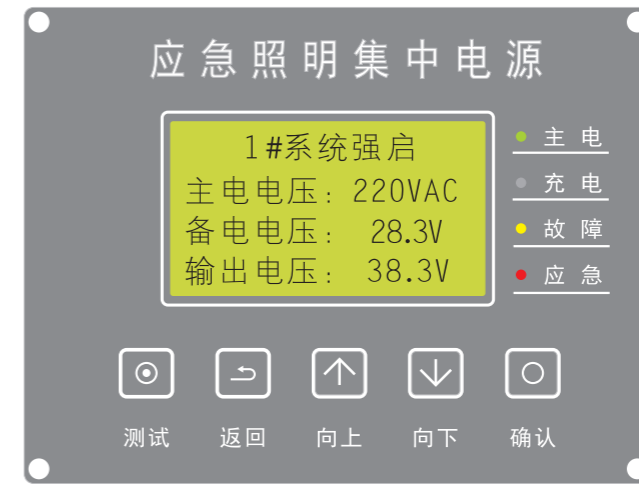 应急照明集中电源
1#系统强启
主电电压: 220VAC
备电电压: 28.3V
输出电压: 38.3V
主电
充电
故障
应急
测试 返回 向上 向下 确认